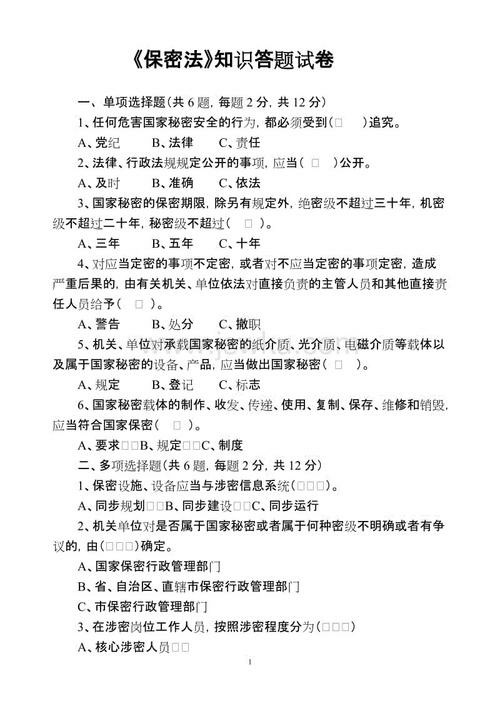 《保密法》知识答题试卷
一、单项选择题(共 6 题，每题 2 分，共 12 分)
1、任何危害国家秘密安全的行为，都必须受到(□ )追究。
A、党纪 B、法律 C、责任
2、法律、行政法规规定公开的事项，应当( □ )公开。
A、及时 B、准确 C、依法
3、国家秘密的保密期限，除另有规定外，绝密级不超过三十年，机密
级不超过二十年，秘密级不超过( □ )。
A、三年 B、五年 C、十年
4、对应当定密的事项不定密，或者对不应当定密的事项定密，造成
严重后果的，由有关机关、单位依法对直接负责的主管人员和其他直接责
任人员给予( □ )。
A、警告 B、处分 C、撤职
5、机关、单位对承载国家秘密的纸介质、光介质、电磁介质等载体以
及属于国家秘密的设备、产品，应当做出国家秘密( □ )。
A、规定 B、登记 C、标志
6、国家秘密载体的制作、收发、传递、使用、复制、保存、维修和销毁，
应当符合国家保密( □ )。
A、要求□□B、规定□□C、制度
二、多项选择题(共 6 题，每题 2 分，共 12 分)
1、保密设施、设备应当与涉密信息系统(□□□)。
A、同步规划□□B、同步建设□□C、同步运行
2、机关单位对是否属于国家秘密或者属于何种密级不明确或者有争
议的，由(□□□)确定。
A、国家保密行政管理部门
B、省、自治区、直辖市保密行政管理部门
C、市保密行政管理部门
3、在涉密岗位工作人员，按照涉密程度分为(□□□)
A、核心涉密人员□□
1